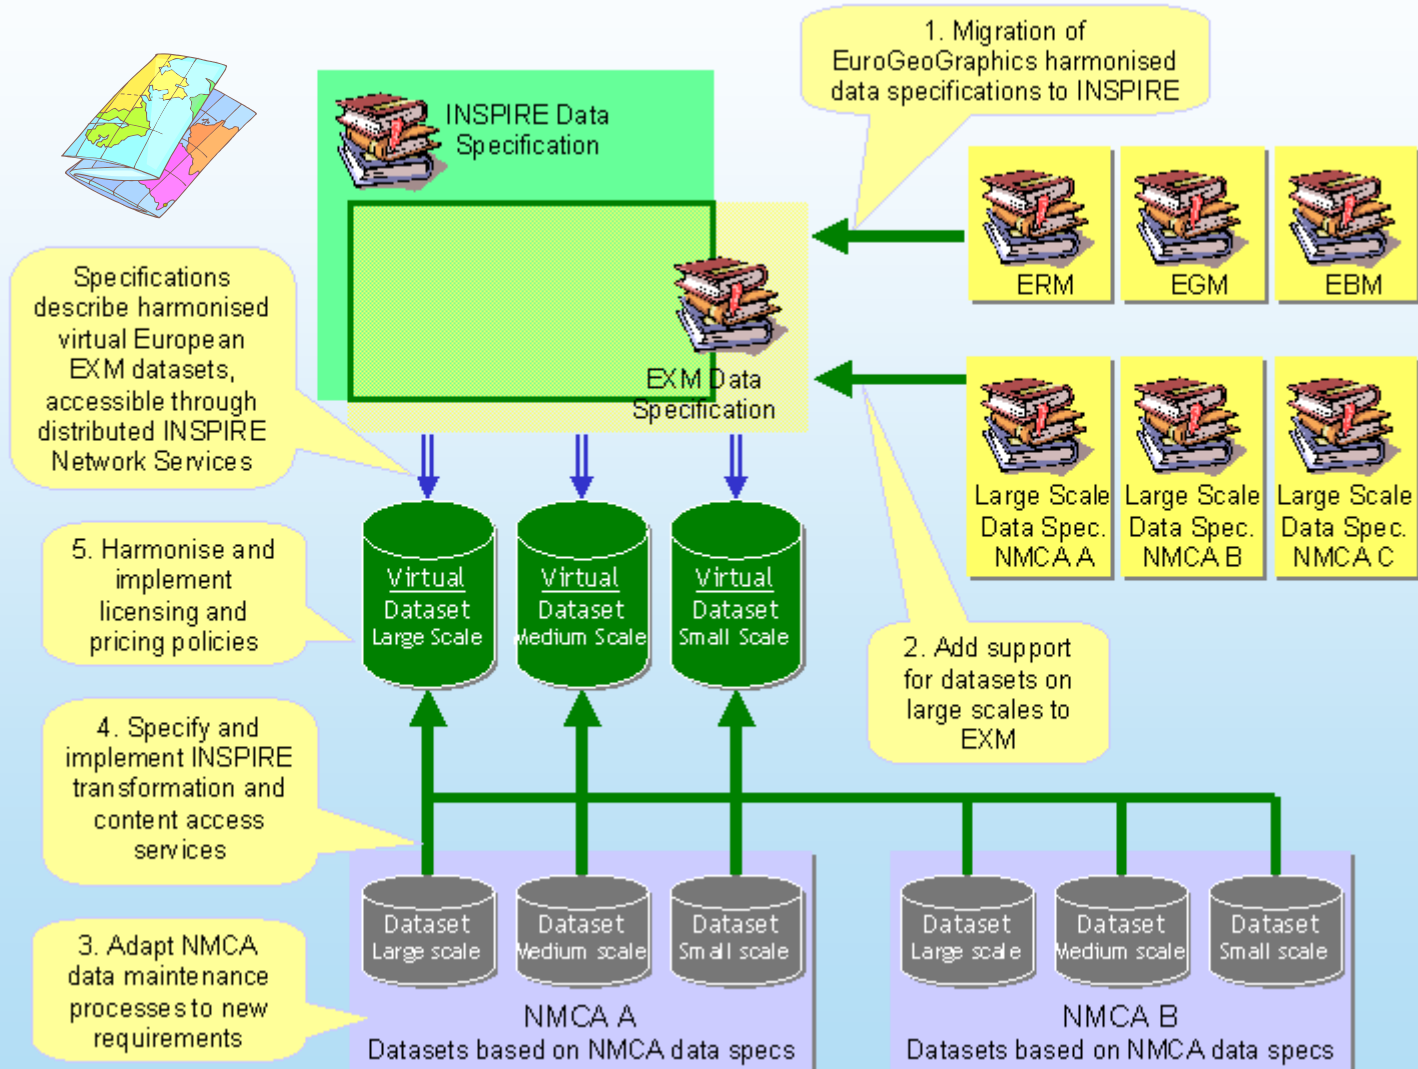 1. Migration of
EuroGeoGraphics harmonised
data specifications to INSPIRE
INSPIRE Data
Specification
ERM
EGM
EBM
Specifications
describe harmonised
virtual European
EXM datasets,
accessible through
distributed INSPIRE
Network Services
EXM Data
Specification
Large Scale
Data Spec.
NMCA A
Large Scale
Data Spec.
NMCA B
Large Scale
Data Spec.
NMCA C
5. Harmonise and
implement
licensing and
pricing policies
Virtual
Dataset
Large Scale
Virtual
Dataset
Medium Scale
Virtual
Dataset
Small Scale
2. Add support
for datasets on
large scales to
EXM
4. Specify and
implement INSPIRE
transformation and
content access
services
3. Adapt NMCA
data maintenance
processes to new
requirements
Dataset
Large scale
Dataset
Medium scale
Dataset
Small scale
NMCA A
Datasets based on NMCA data specs
Dataset
Large scale
Dataset
Medium scale
Dataset
Small scale
NMCA B
Datasets based on NMCA data specs